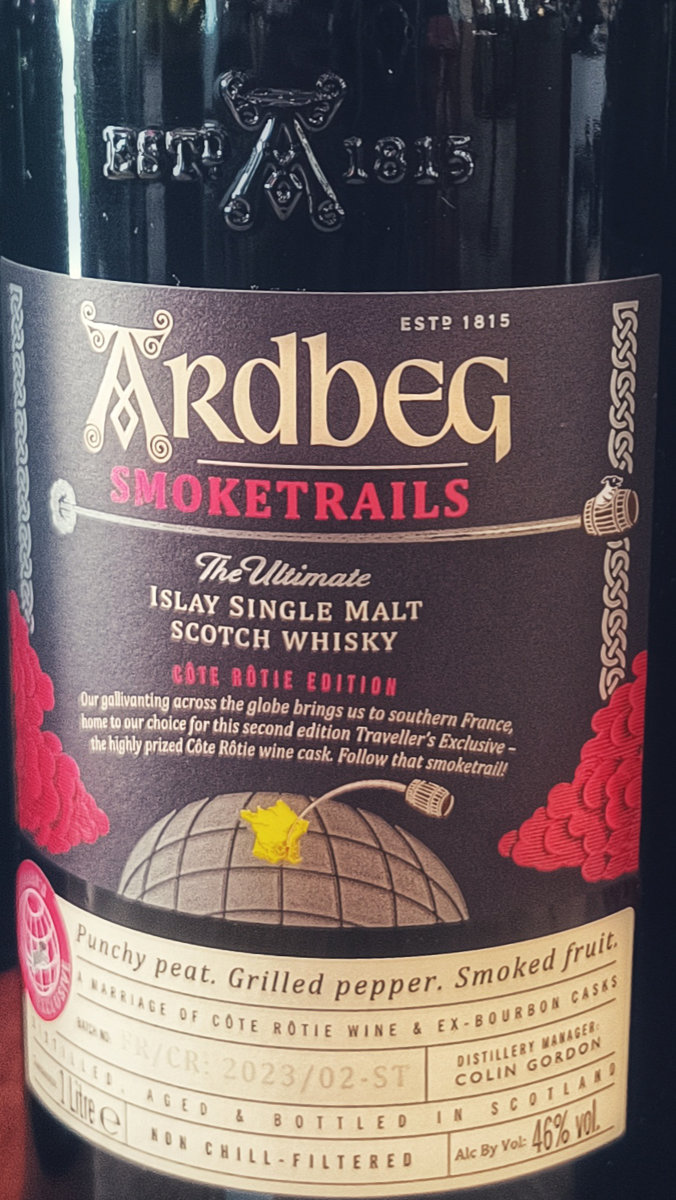 ESTD 1815
ESTD 1815
ARDBEG
SMOKETRAILS
The Ultimate
ISLAY SINGLE MALT
SCOTCH WHISKY
CÔTE RÔTIE EDITION
Our gallivanting across the globe brings us to southern France,
home to our choice for this second edition Traveller's Exclusive –
the highly prized Côte Rôtie wine cask. Follow that smoketrail!
Punchy peat. Grilled pepper. Smoked fruit.
A MARRIAGE OF CÔTE RÔTIE WINE & EX-BOURBON CASKS
BATCH NO. FR/CR: 2023/02-ST
DISTILLERY MANAGER:
COLIN GORDON
DISTILLED, AGED & BOTTLED IN SCOTLAND
1 Litre e
NON CHILL-FILTERED
Alc By Vol: 46% vol.
EXCLUSIVE